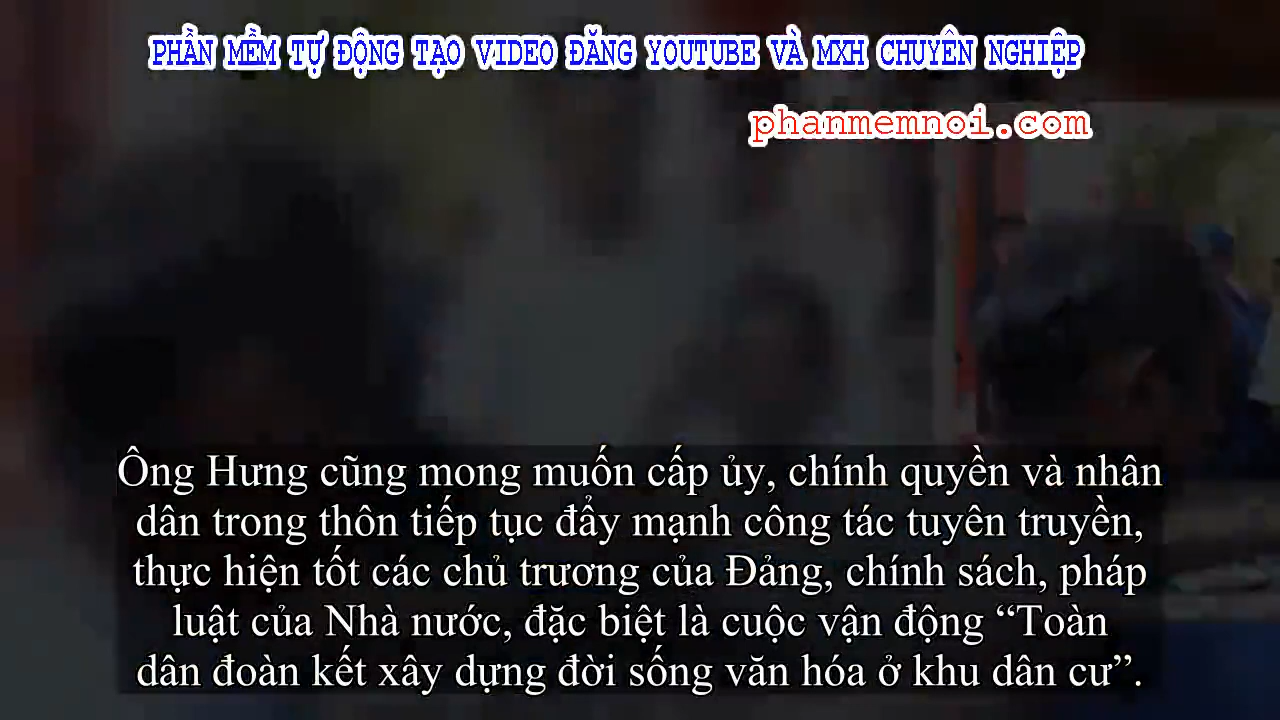 PHẦN MỀM TỰ ĐỘNG TẠO VIDEO ĐĂNG YOUTUBE VÀ MXH CHUYÊN NGHIỆP
phanmemnoi.com
Ông Hưng cũng mong muốn cấp ủy, chính quyền và nhân
dân trong thôn tiếp tục đẩy mạnh công tác tuyên truyền,
thực hiện tốt các chủ trương của Đảng, chính sách, pháp
luật của Nhà nước, đặc biệt là cuộc vận động “Toàn
dân đoàn kết xây dựng đời sống văn hóa ở khu dân cư”.